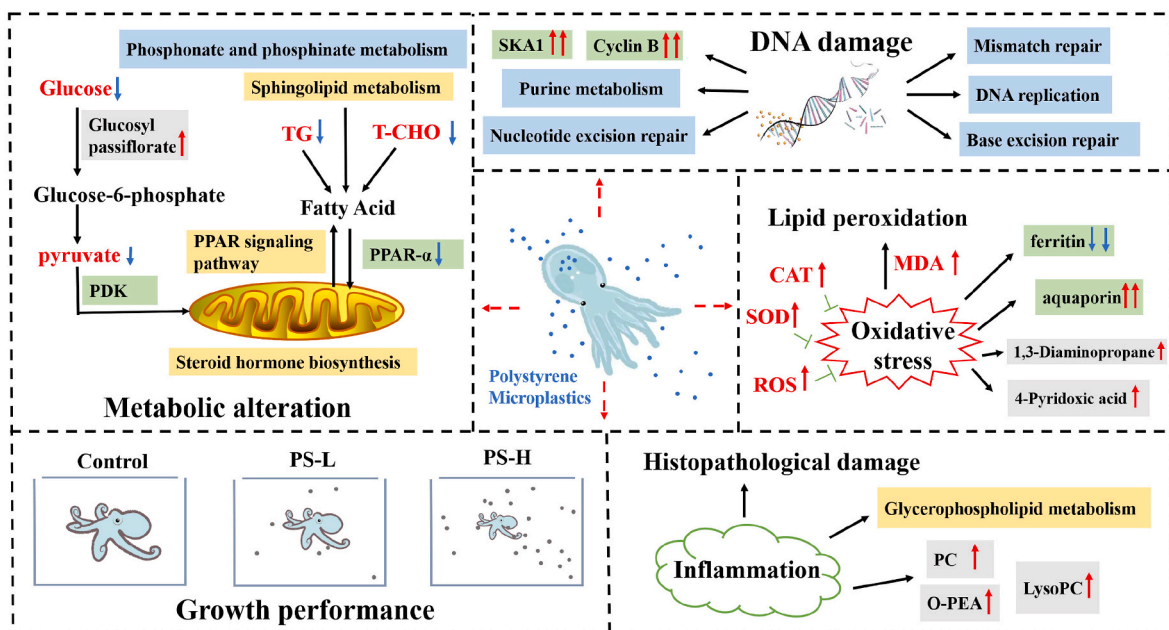 Phosphonate and phosphinate metabolism
Glucose↓
Sphingolipid metabolism
Glucosyl
passiflorate↑
TG↓
T-CHO↓
Glucose-6-phosphate
Fatty Acid
pyruvate↓
PPAR signaling
pathway
PPAR-α↓
PDK
Steroid hormone biosynthesis
Metabolic alteration
SKA1↑↑
Cyclin B↑↑
DNA damage
Mismatch repair
Purine metabolism
DNA replication
Nucleotide excision repair
Base excision repair
Polystyrene
Microplastics
Lipid peroxidation
ferritin↓↓
CAT↑
MDA↑
aquaporin↑↑
SOD↑
Oxidative
stress
1,3-Diaminopropane↑
ROS↑
4-Pyridoxic acid↑
Control
PS-L
PS-H
Growth performance
Histopathological damage
Glycerophospholipid metabolism
Inflammation
PC ↑
LysoPC↑
O-PEA↑